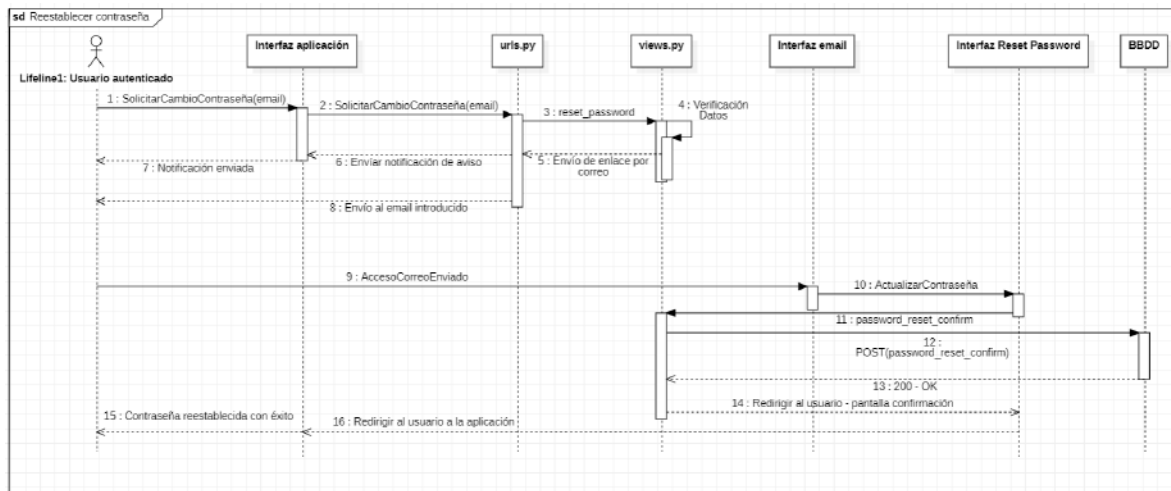 sd Reestablecer contraseña
Interfaz aplicación
urls.py
views.py
Interfaz email
Interfaz Reset Password
BBDD
Lifeline1: Usuario autenticado
1 : SolicitarCambioContraseña(email)
2 : SolicitarCambioContraseña(email)
3 : reset_password
4 : Verificación
Datos
5 : Envío de enlace por
correo
6 : Envíar notificación de aviso
7 : Notificación enviada
8 : Envío al email introducido
9 : AccesoCorreoEnviado
10 : ActualizarContraseña
11 : password_reset_confirm
12 :
POST(password_reset_confirm)
13 : 200 - OK
14 : Redirigir al usuario - pantalla confirmación
15 : Contraseña reestablecida con éxito
16 : Redirigir al usuario a la aplicación